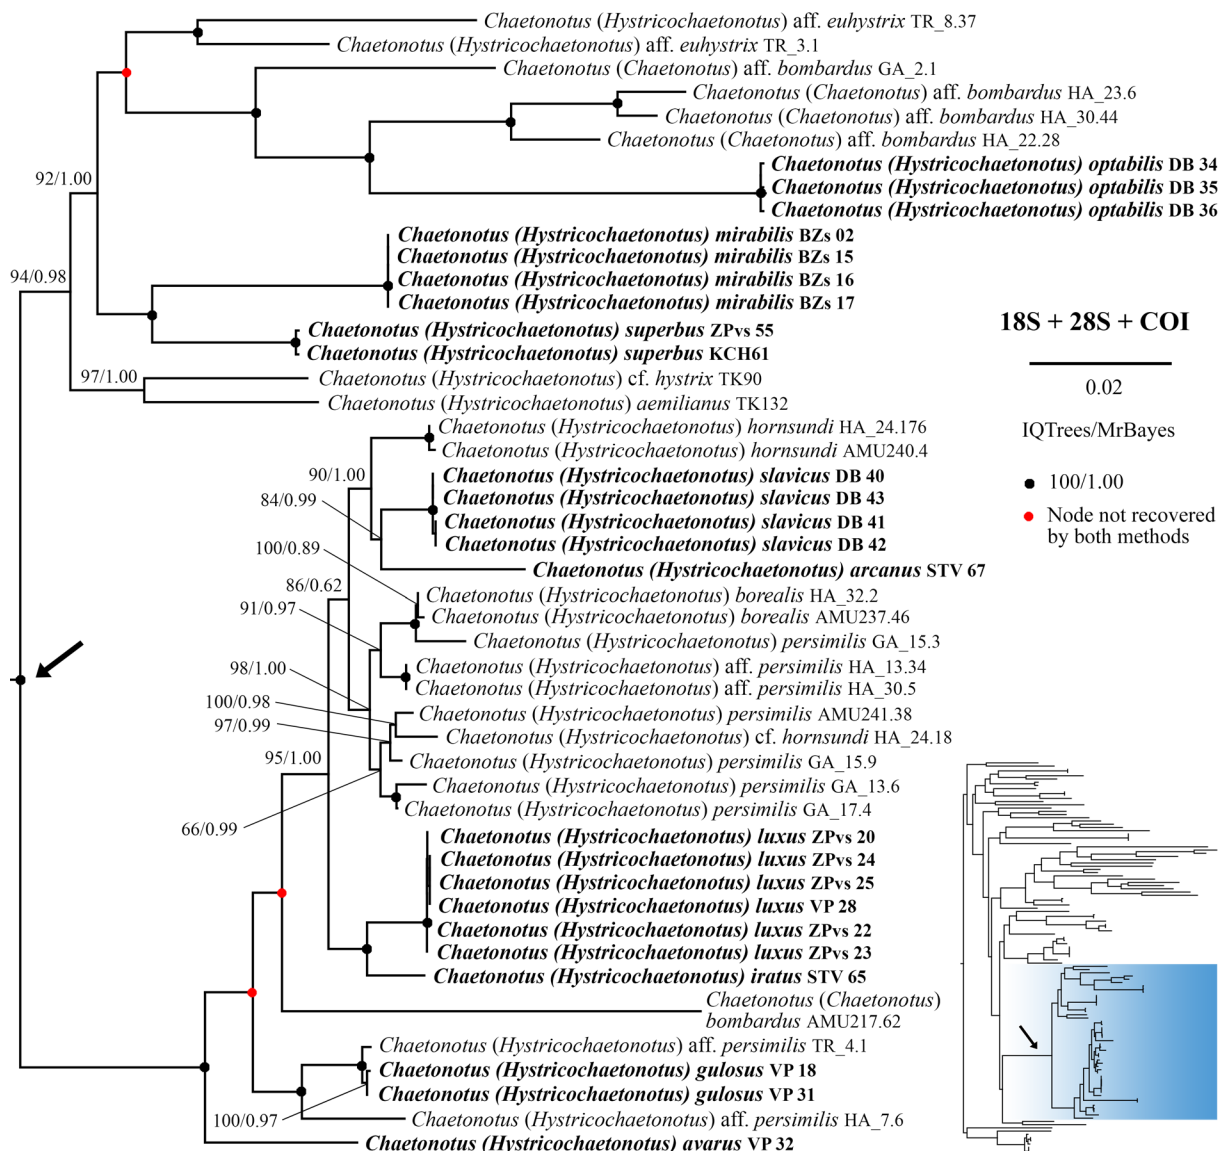 Chaetonotus (Hystricochaetonotus) aff. euhystrix TR_8.37
Chaetonotus (Hystricochaetonotus) aff. euhystrix TR_3.1
Chaetonotus (Chaetonotus) aff. bombardus GA_2.1
Chaetonotus (Chaetonotus) aff. bombardus HA_23.6
Chaetonotus (Chaetonotus) aff. bombardus HA_30.44
Chaetonotus (Chaetonotus) aff. bombardus HA_22.28
Chaetonotus (Hystricochaetonotus) optabilis DB 34
92/1.00
Chaetonotus (Hystricochaetonotus) optabilis DB 35
Chaetonotus (Hystricochaetonotus) optabilis DB 36
Chaetonotus (Hystricochaetonotus) mirabilis BZs 02
Chaetonotus (Hystricochaetonotus) mirabilis BZs 15
94/0.98
Chaetonotus (Hystricochaetonotus) mirabilis BZs 16
Chaetonotus (Hystricochaetonotus) mirabilis BZs 17
Chaetonotus (Hystricochaetonotus) superbus ZPvs 55
Chaetonotus (Hystricochaetonotus) superbus KCH61
97/1.00
Chaetonotus (Hystricochaetonotus) cf. hystrix TK90
Chaetonotus (Hystricochaetonotus) aemilianus TK132
18S + 28S + COI
0.02
IQTrees/MrBayes
100/1.00
Node not recovered
by both methods
Chaetonotus (Hystricochaetonotus) hornsundi HA_24.176
Chaetonotus (Hystricochaetonotus) hornsundi AMU240.4
90/1.00
Chaetonotus (Hystricochaetonotus) slavicus DB 40
84/0.99
Chaetonotus (Hystricochaetonotus) slavicus DB 43
Chaetonotus (Hystricochaetonotus) slavicus DB 41
Chaetonotus (Hystricochaetonotus) slavicus DB 42
100/0.89
Chaetonotus (Hystricochaetonotus) arcanus STV 67
86/0.62
Chaetonotus (Hystricochaetonotus) borealis HA_32.2
91/0.97
Chaetonotus (Hystricochaetonotus) borealis AMU237.46
Chaetonotus (Hystricochaetonotus) persimilis GA_15.3
98/1.00
Chaetonotus (Hystricochaetonotus) aff. persimilis HA_13.34
Chaetonotus (Hystricochaetonotus) aff. persimilis HA_30.5
100/0.98
Chaetonotus (Hystricochaetonotus) persimilis AMU241.38
97/0.99
Chaetonotus (Hystricochaetonotus) cf. hornsundi HA_24.18
95/1.00
Chaetonotus (Hystricochaetonotus) persimilis GA_15.9
Chaetonotus (Hystricochaetonotus) persimilis GA_13.6
Chaetonotus (Hystricochaetonotus) persimilis GA_17.4
66/0.99
Chaetonotus (Hystricochaetonotus) luxus ZPvs 20
Chaetonotus (Hystricochaetonotus) luxus ZPvs 24
Chaetonotus (Hystricochaetonotus) luxus ZPvs 25
Chaetonotus (Hystricochaetonotus) luxus VP 28
Chaetonotus (Hystricochaetonotus) luxus ZPvs 22
Chaetonotus (Hystricochaetonotus) luxus ZPvs 23
Chaetonotus (Hystricochaetonotus) iratus STV 65
Chaetonotus (Chaetonotus)
bombardus AMU217.62
Chaetonotus (Hystricochaetonotus) aff. persimilis TR_4.1
Chaetonotus (Hystricochaetonotus) gulosus VP 18
Chaetonotus (Hystricochaetonotus) gulosus VP 31
100/0.97
Chaetonotus (Hystricochaetonotus) aff. persimilis HA_7.6
Chaetonotus (Hystricochaetonotus) avarus VP 32